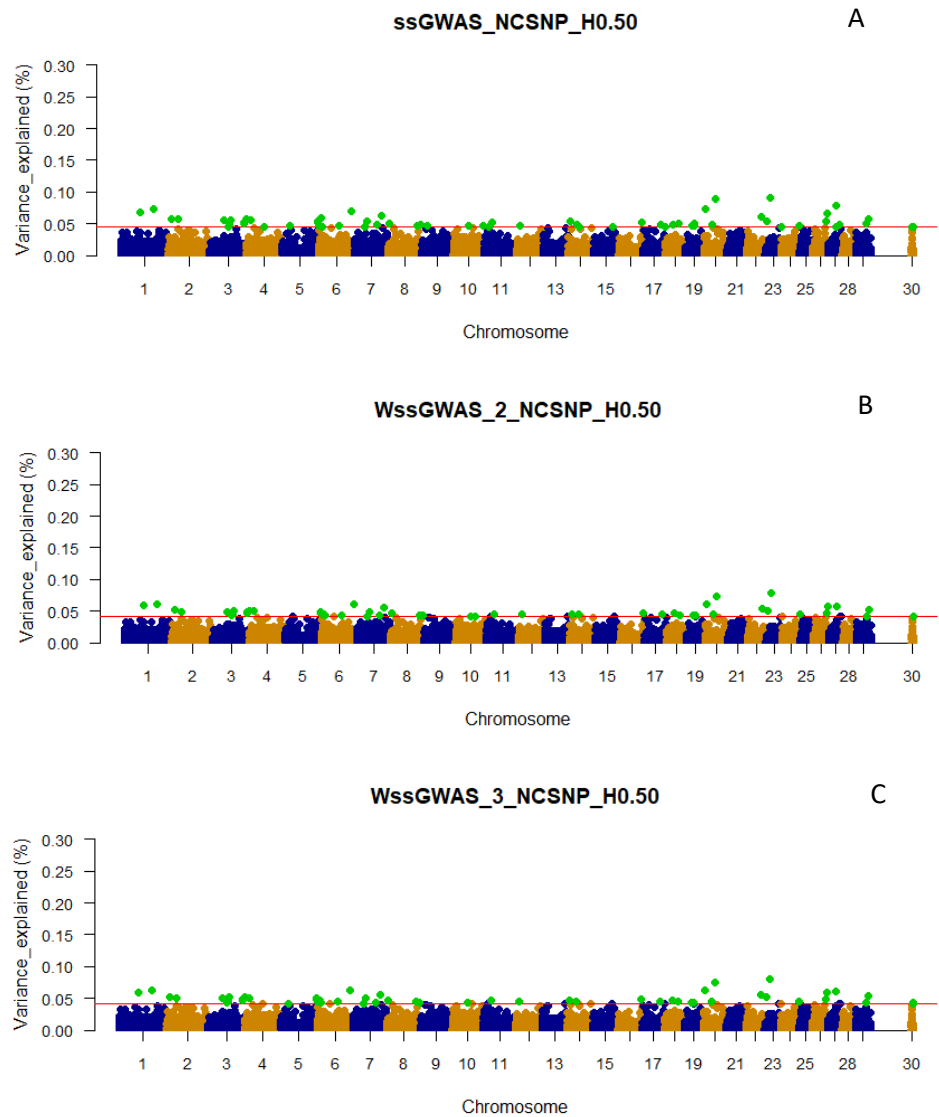 ssGWAS_NCSNP_H0.50 A
0.30
0.25
0.20
0.15
0.10
0.05
0.00
Variance_explained (%)
1 2 3 4 5 6 7 8 9 10 11 13 15 17 19 21 23 25 28 30
Chromosome
WssGWAS_2_NCSNP_H0.50 B
0.30
0.25
0.20
0.15
0.10
0.05
0.00
Variance_explained (%)
1 2 3 4 5 6 7 8 9 10 11 13 15 17 19 21 23 25 28 30
Chromosome
WssGWAS_3_NCSNP_H0.50 C
0.30
0.25
0.20
0.15
0.10
0.05
0.00
Variance_explained (%)
1 2 3 4 5 6 7 8 9 10 11 13 15 17 19 21 23 25 28 30
Chromosome